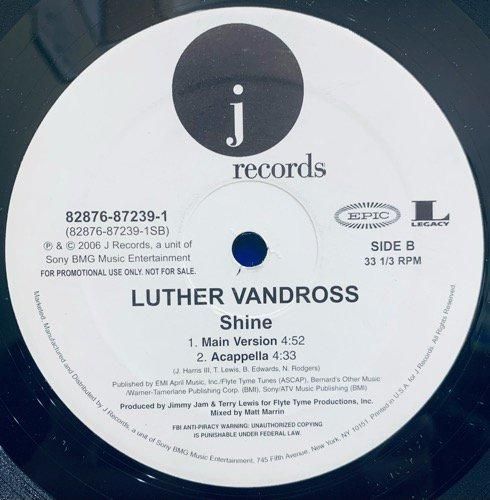 j
records
82876-87239-1
(82876-87239-1SB)
℗ & © 2006 J Records, a unit of
Sony BMG Music Entertainment
FOR PROMOTIONAL USE ONLY. NOT FOR SALE.
EPIC
L
LEGACY
SIDE B
33 1/3 RPM
LUTHER VANDROSS
Shine
1. Main Version 4:52
2. Acappella 4:33
(J. Harris III, T. Lewis, B. Edwards, N. Rodgers)
Published by EMI April Music, Inc./Flyte Tyme Tunes (ASCAP), Bernard's Other Music/
/Warner-Tamerlane Publishing Corp. (BMI), Sony/ATV Music Publishing (BMI)
Produced by Jimmy Jam & Terry Lewis for Flyte Tyme Productions, Inc.
Mixed by Matt Marrin
FBI ANTI-PIRACY WARNING: UNAUTHORIZED COPYING
IS PUNISHABLE UNDER FEDERAL LAW.
Marketed, Manufactured and Distributed by J Records, a unit of Sony BMG Music Entertainment, 745 Fifth Avenue, New York, NY. 10151. Printed in U.S.A. for J Records. All Rights Reserved